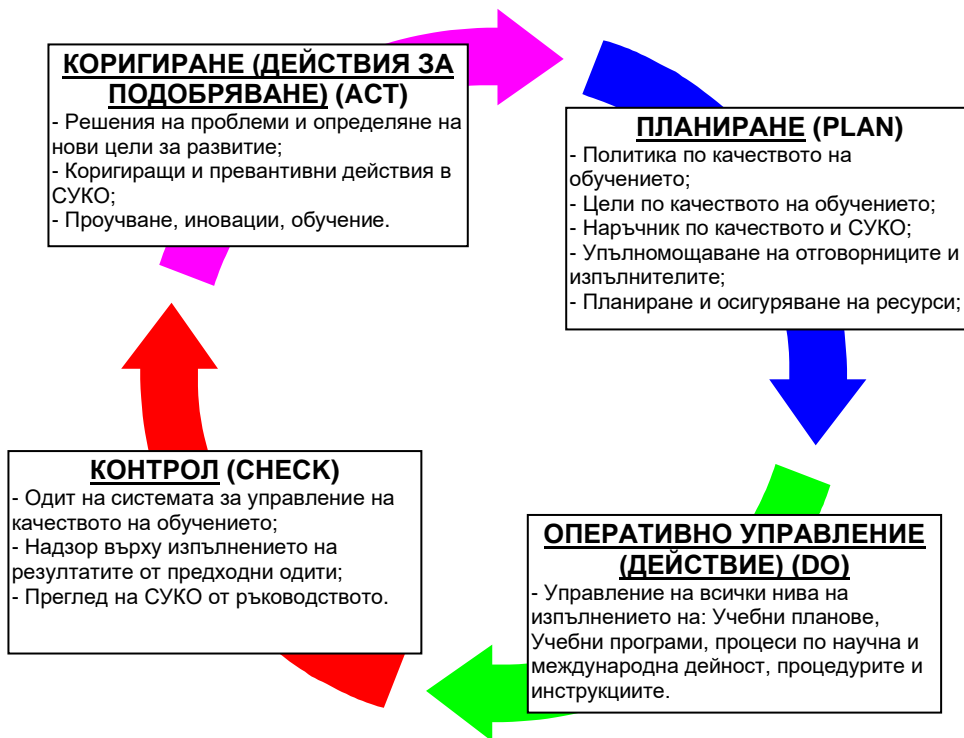 КОРИГИРАНЕ (ДЕЙСТВИЯ ЗА
ПОДОБРЯВАНЕ) (ACT)
- Решения на проблеми и определяне на
нови цели за развитие;
- Коригиращи и превантивни действия в
СУКО;
- Проучване, иновации, обучение.
ПЛАНИРАНЕ (PLAN)
- Политика по качеството на
обучението;
- Цели по качеството на обучението;
- Наръчник по качеството и СУКО;
- Упълномощаване на отговорниците и
изпълнителите;
- Планиране и осигуряване на ресурси;
ОПЕРАТИВНО УПРАВЛЕНИЕ
(ДЕЙСТВИЕ) (DO)
- Управление на всички нива на
изпълнението на: Учебни планове,
Учебни програми, процеси по научна и
международна дейност, процедурите и
инструкциите.
КОНТРОЛ (CHECK)
- Одит на системата за управление на
качеството на обучението;
- Надзор върху изпълнението на
резултатите от предходни одити;
- Преглед на СУКО от ръководството.